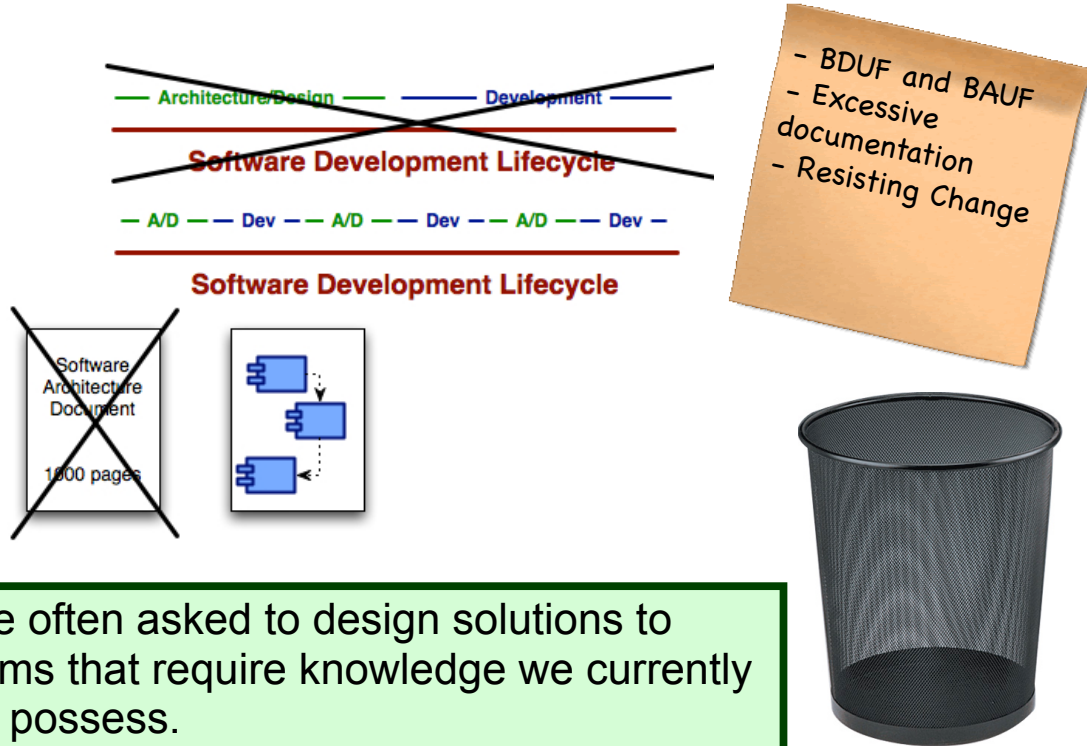 Architecture/Design Development
Software Development Lifecycle
A/D Dev A/D Dev A/D Dev
Software Development Lifecycle
- BDUF and BAUF
- Excessive
documentation
- Resisting Change
Software
Architecture
Document
1000 pages
often asked to design solutions to
that require knowledge we currently
possess.